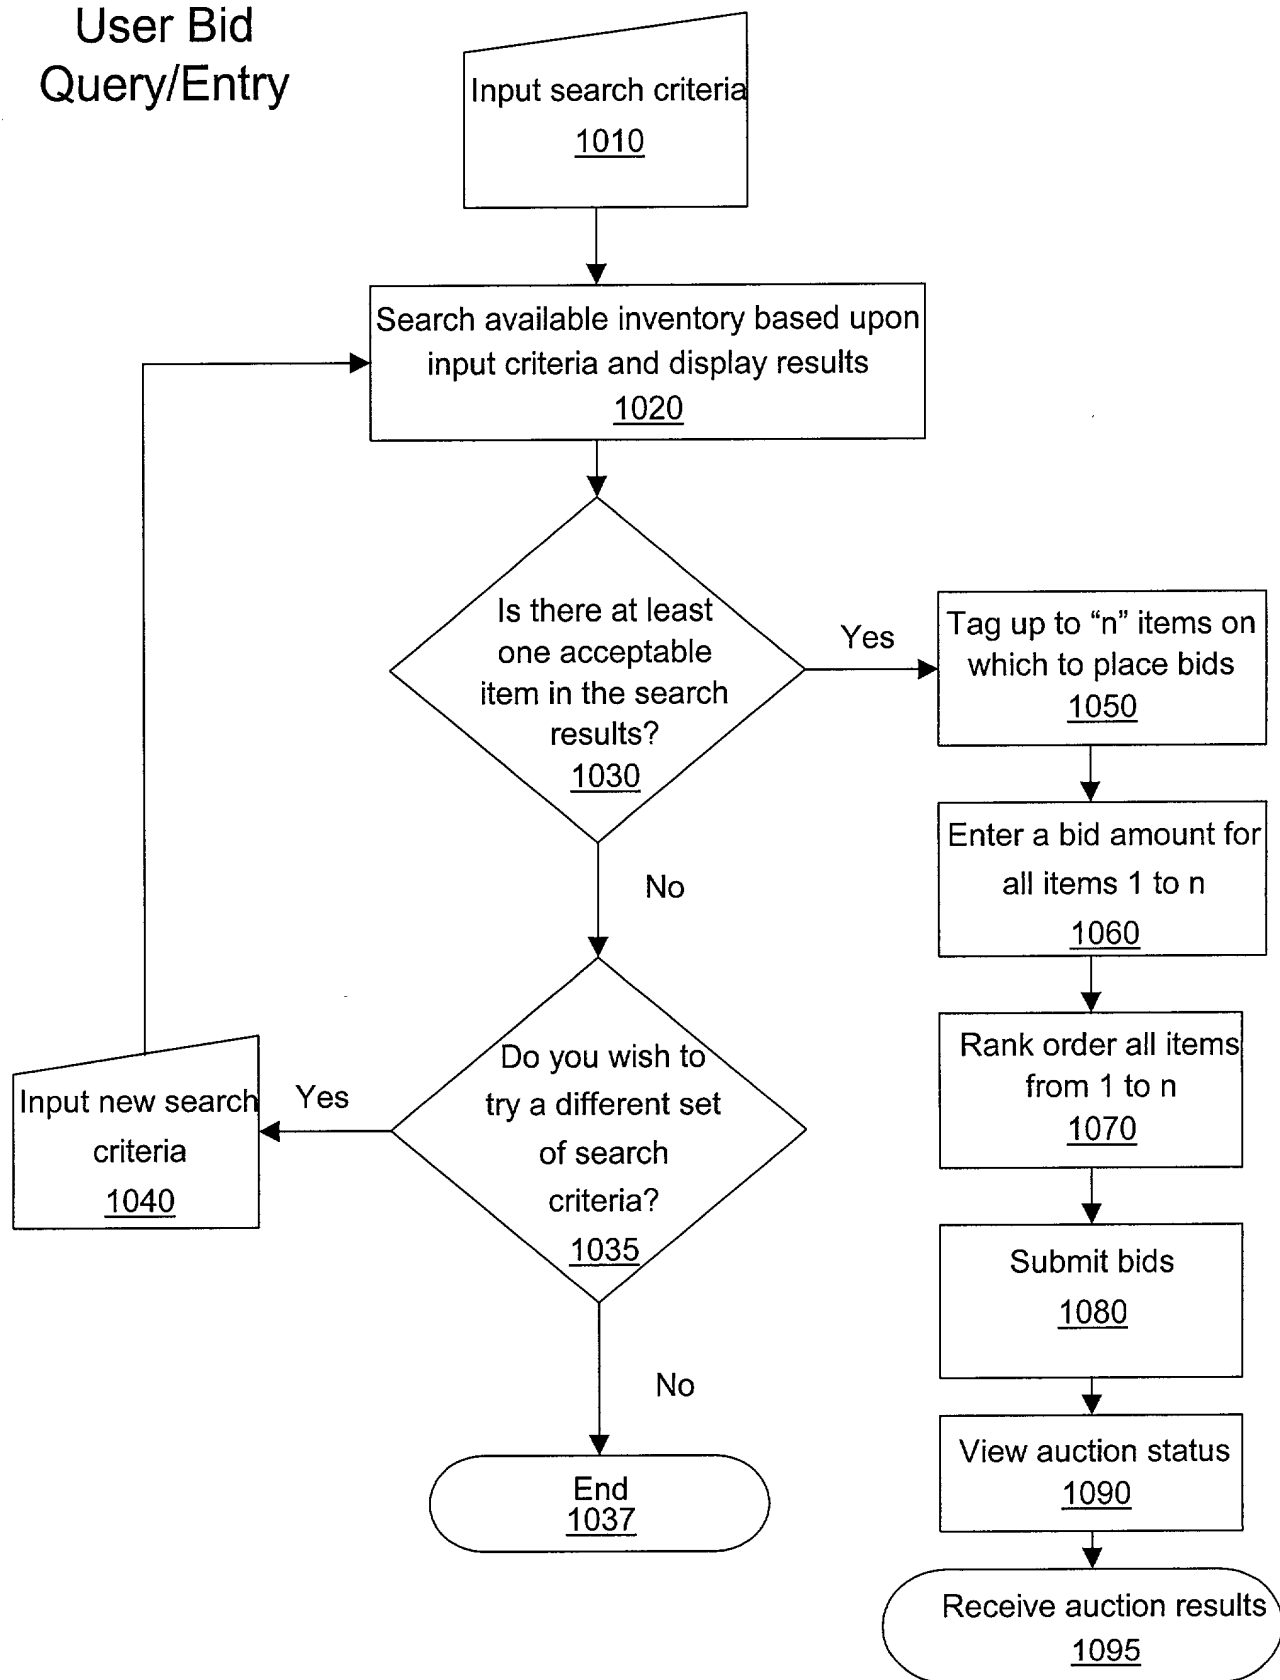 User Bid
Query/Entry
Input search criteria
1010
Search available inventory based upon
input criteria and display results
1020
Is there at least
one acceptable
item in the search
results?
1030
Yes
Tag up to “n” items on
which to place bids
1050
Enter a bid amount for
all items 1 to n
1060
No
Rank order all items
from 1 to n
1070
Do you wish to
try a different set
of search
criteria?
1035
Yes
Input new search
criteria
1040
Submit bids
1080
No
View auction status
1090
End
1037
Receive auction results
1095